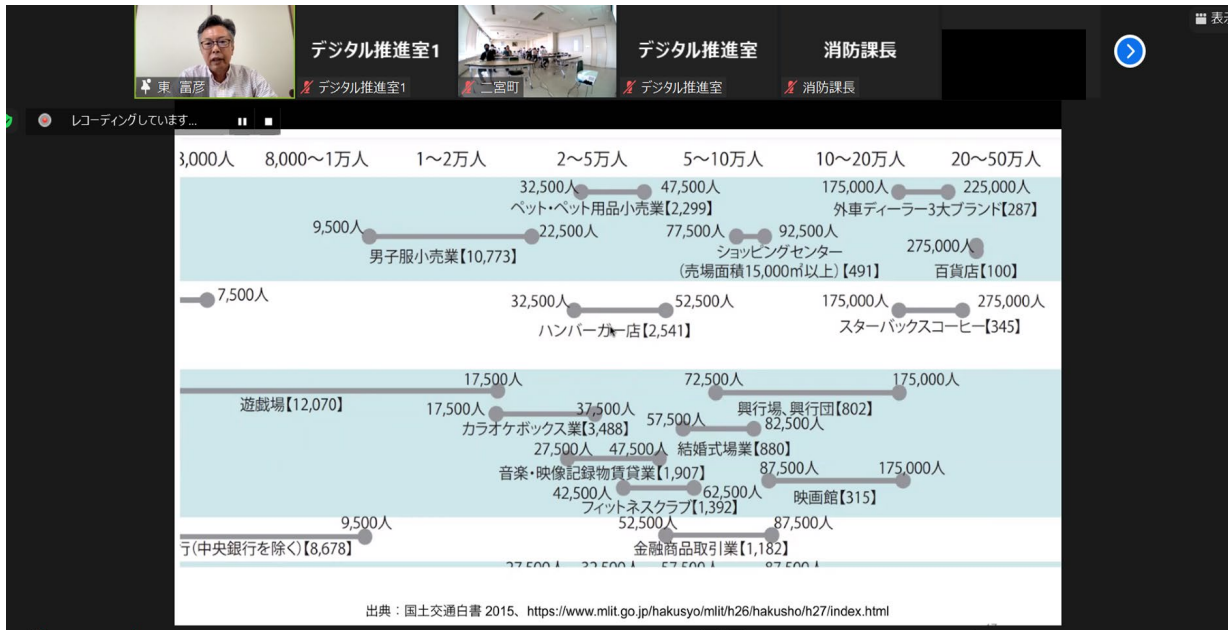 デジタル推進室1
デジタル推進室
消防課長
表示
東 富彦
デジタル推進室1
二宮町
デジタル推進室
消防課長
レコーディングしています...
3,000人 8,000〜1万人 1〜2万人 2〜5万人 5〜10万人 10〜20万人 20〜50万人
32,500人 47,500人 175,000人 225,000人
ペット・ペット用品小売業【2,299】 外車ディーラー3大ブランド【287】
9,500人 22,500人 77,500人 92,500人 275,000人
男子服小売業【10,773】 ショッピングセンター
(売場面積15,000㎡以上)【491】 百貨店【100】
7,500人 32,500人 52,500人 175,000人 275,000人
ハンバーガー店【2,541】 スターバックスコーヒー【345】
17,500人 72,500人 175,000人
遊戯場【12,070】 17,500人 37,500人 興行場、興行団【802】
カラオケボックス業【3,488】 57,500人 82,500人
27,500人 47,500人 結婚式場業【880】
音楽・映像記録物賃貸業【1,907】 87,500人 175,000人
42,500人 62,500人 映画館【315】
フィットネスクラブ【1,392】
9,500人 52,500人 87,500人
行(中央銀行を除く)【8,678】 金融商品取引業【1,182】
出典：国土交通白書 2015、https://www.mlit.go.jp/hakusyo/mlit/h26/hakusho/h27/index.html